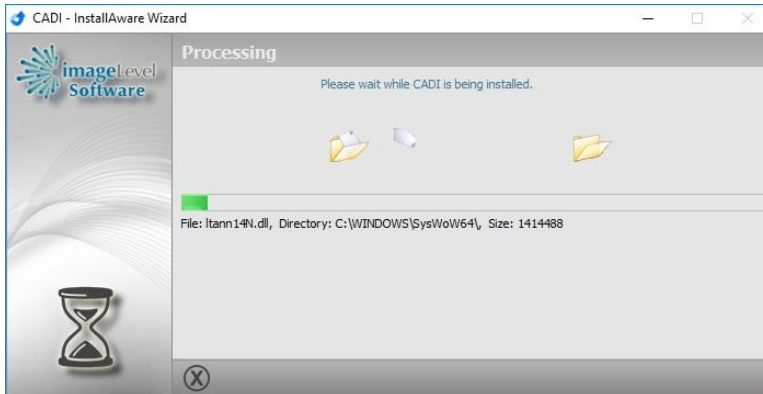 CADI - InstallAware Wizard
imageLevel
Software
Processing
Please wait while CADI is being installed.
File: ltann14N.dll, Directory: C:\WINDOWS\SysWoW64\, Size: 1414488